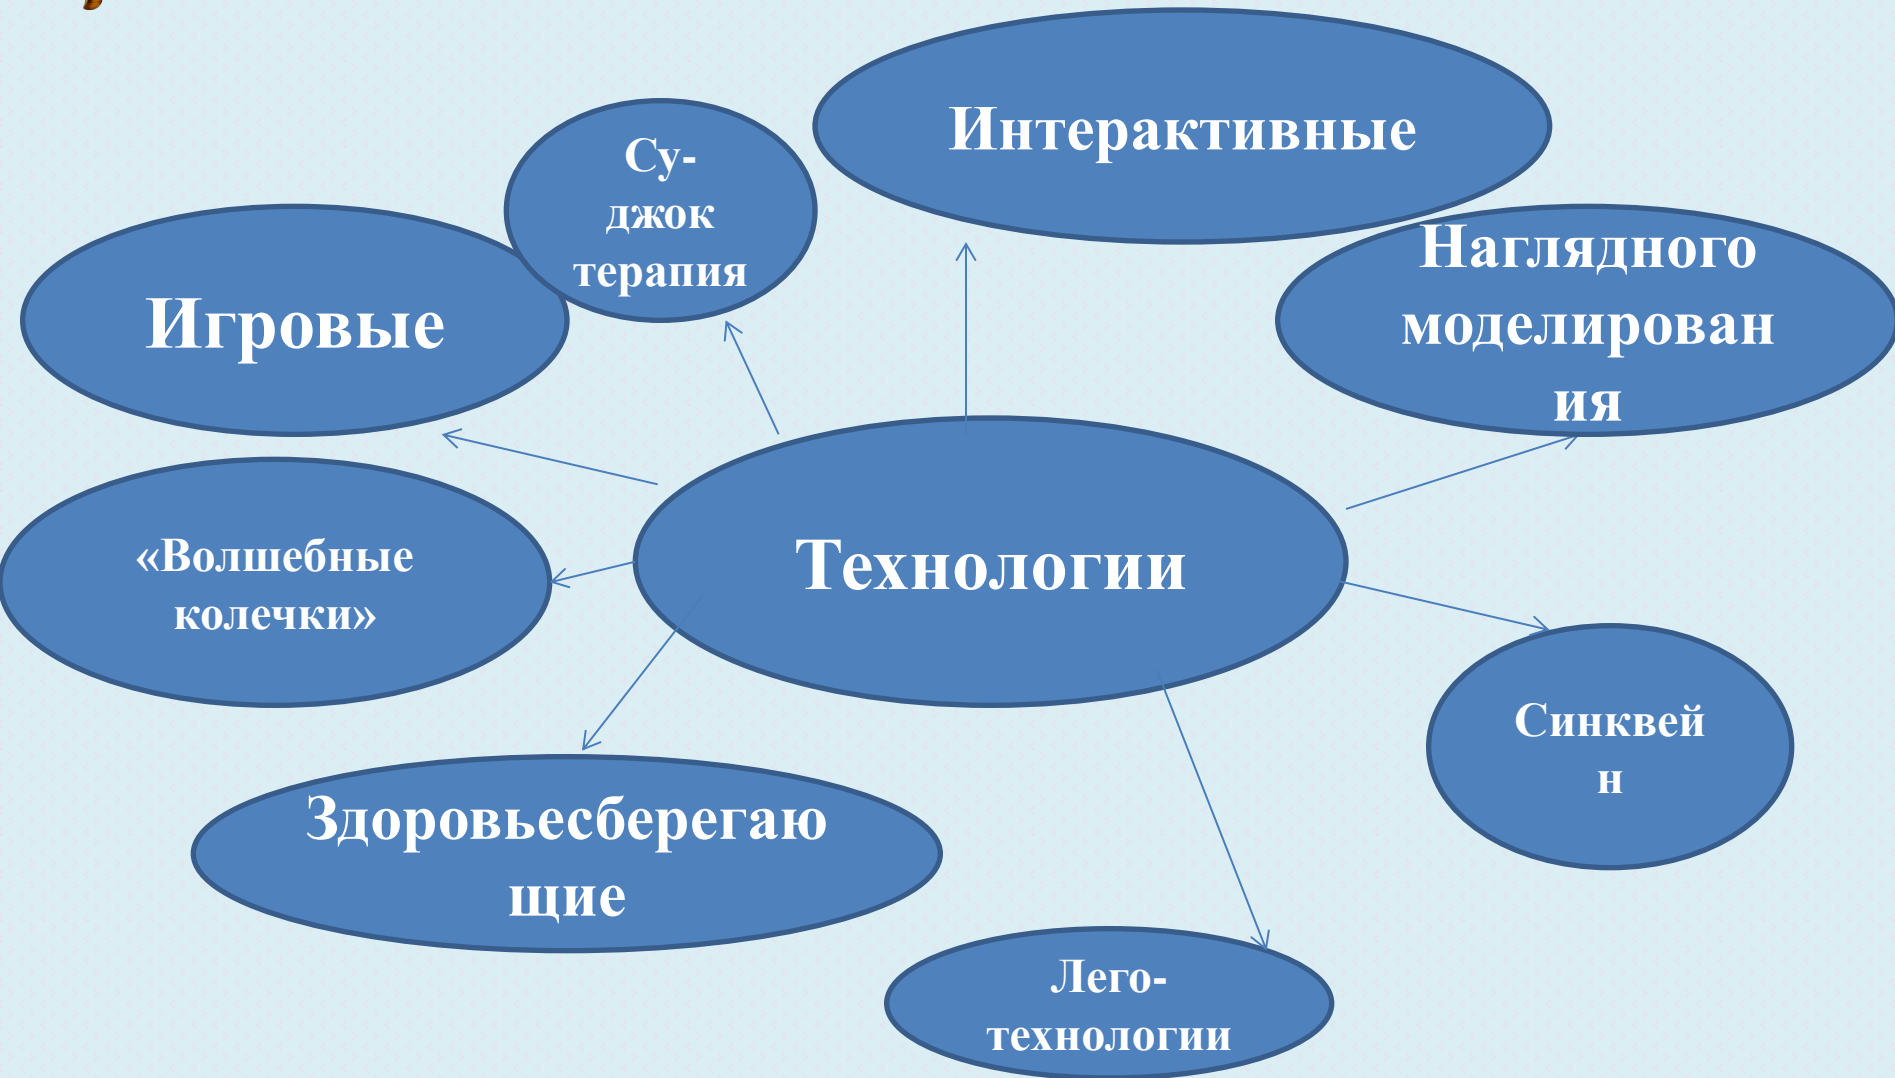 Интерактивные
Су-
джок
терапия
Наглядного
моделирован
ия
Игровые
Технологии
«Волшебные
колечки»
Синквей
н
Здоровьесберегаю
щие
Лего-
технологии